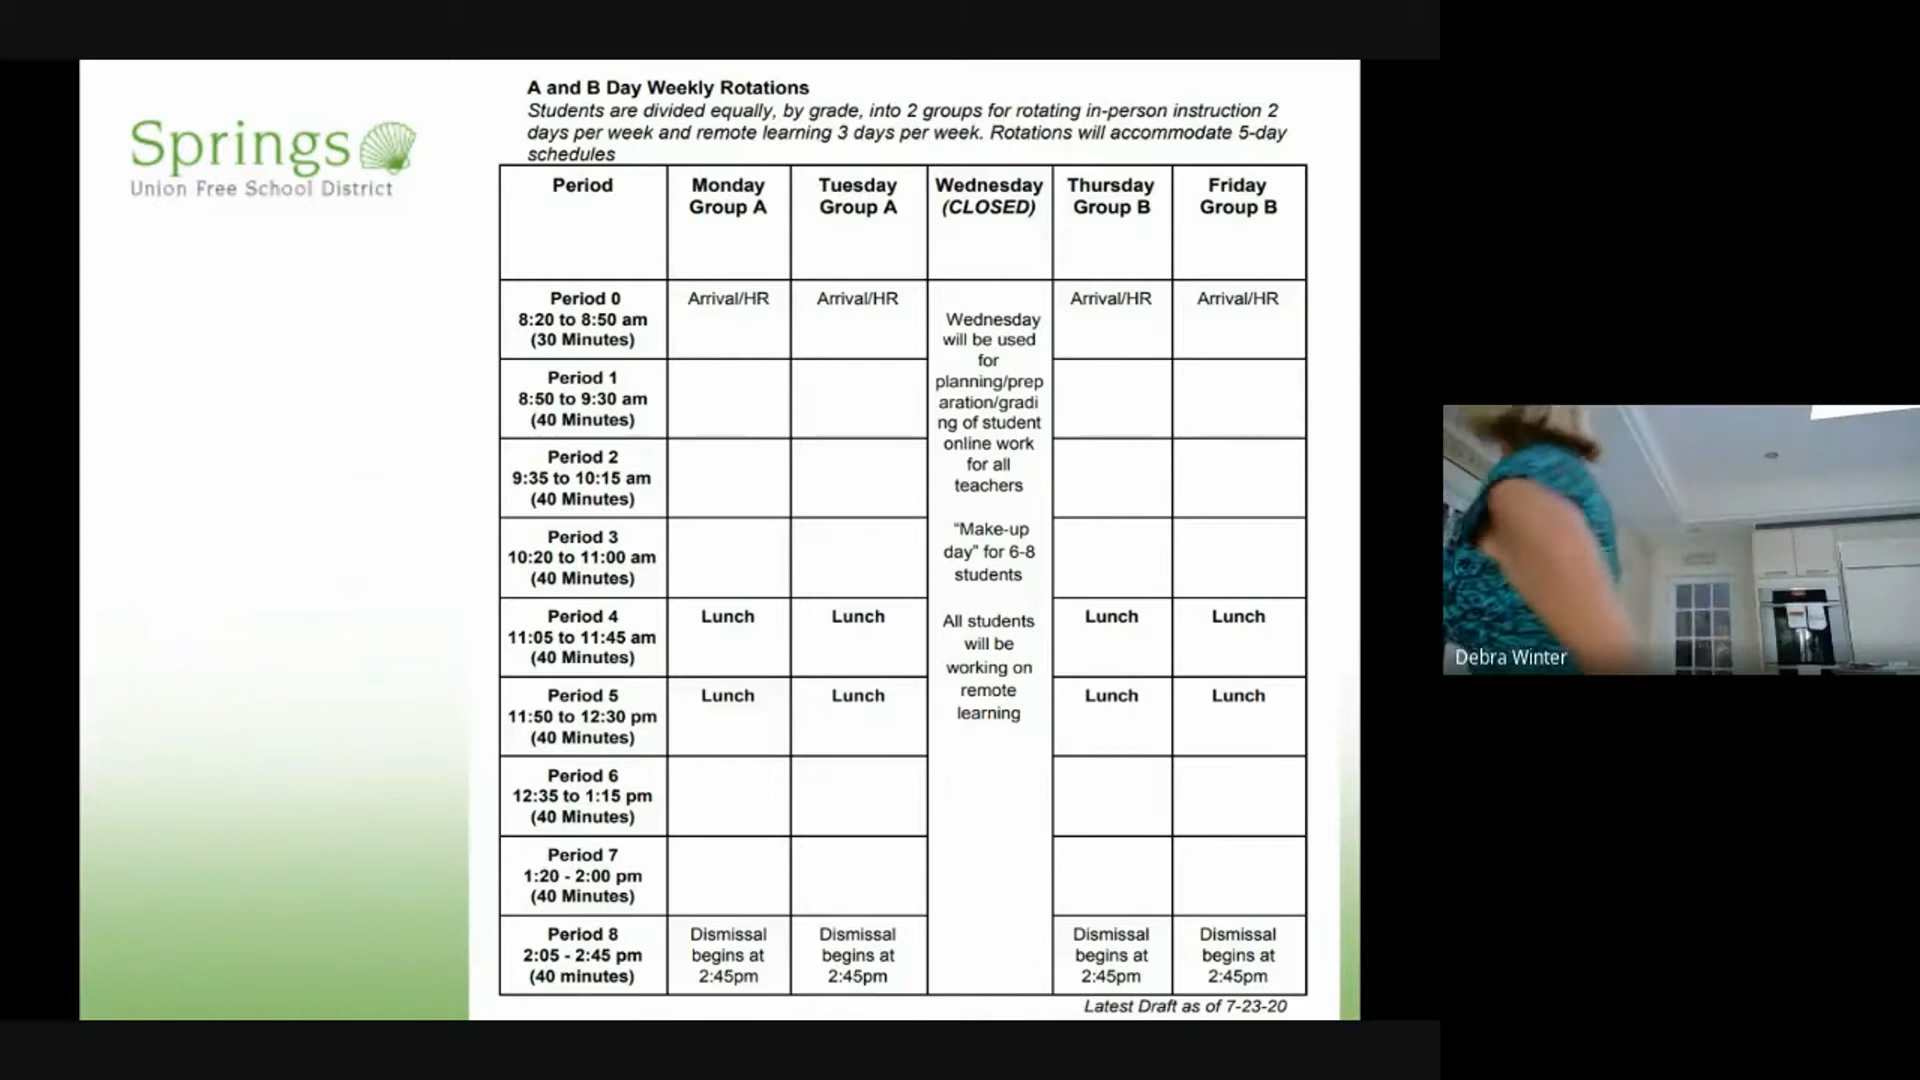 Springs
Union Free School District
A and B Day Weekly Rotations
Students are divided equally, by grade, into 2 groups for rotating in-person instruction 2
days per week and remote learning 3 days per week. Rotations will accommodate 5-day
schedules
Period
Monday
Group A
Tuesday
Group A
Wednesday
(CLOSED)
Thursday
Group B
Friday
Group B
Period 0
8:20 to 8:50 am
(30 Minutes)
Arrival/HR
Arrival/HR
Arrival/HR
Arrival/HR
Wednesday
will be used
for
planning/prep
aration/gradi
ng of student
online work
for all
teachers
“Make-up
day” for 6-8
students
All students
will be
working on
remote
learning
Period 1
8:50 to 9:30 am
(40 Minutes)
Period 2
9:35 to 10:15 am
(40 Minutes)
Period 3
10:20 to 11:00 am
(40 Minutes)
Period 4
11:05 to 11:45 am
(40 Minutes)
Lunch
Lunch
Lunch
Lunch
Period 5
11:50 to 12:30 pm
(40 Minutes)
Lunch
Lunch
Lunch
Lunch
Period 6
12:35 to 1:15 pm
(40 Minutes)
Period 7
1:20 - 2:00 pm
(40 Minutes)
Period 8
2:05 - 2:45 pm
(40 minutes)
Dismissal
begins at
2:45pm
Dismissal
begins at
2:45pm
Dismissal
begins at
2:45pm
Dismissal
begins at
2:45pm
Latest Draft as of 7-23-20
Debra Winter